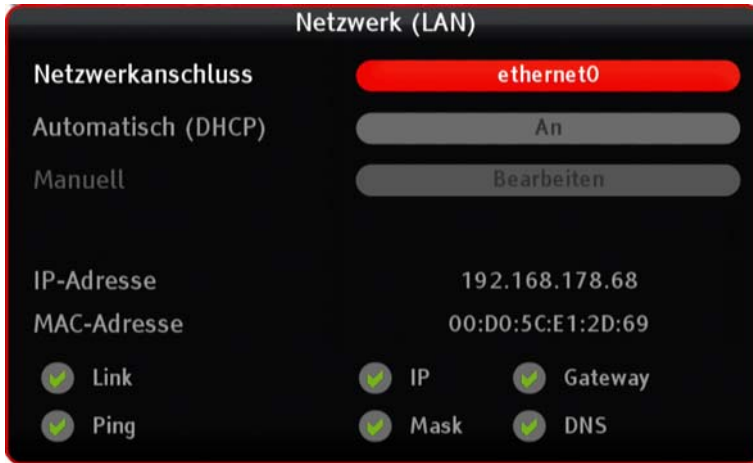 Netzwerk (LAN)
Netzwerkanschluss ethernet0
Automatisch (DHCP) An
Manuell Bearbeiten
IP-Adresse 192.168.178.68
MAC-Adresse 00:D0:5C:E1:2D:69
Link IP Gateway
Ping Mask DNS